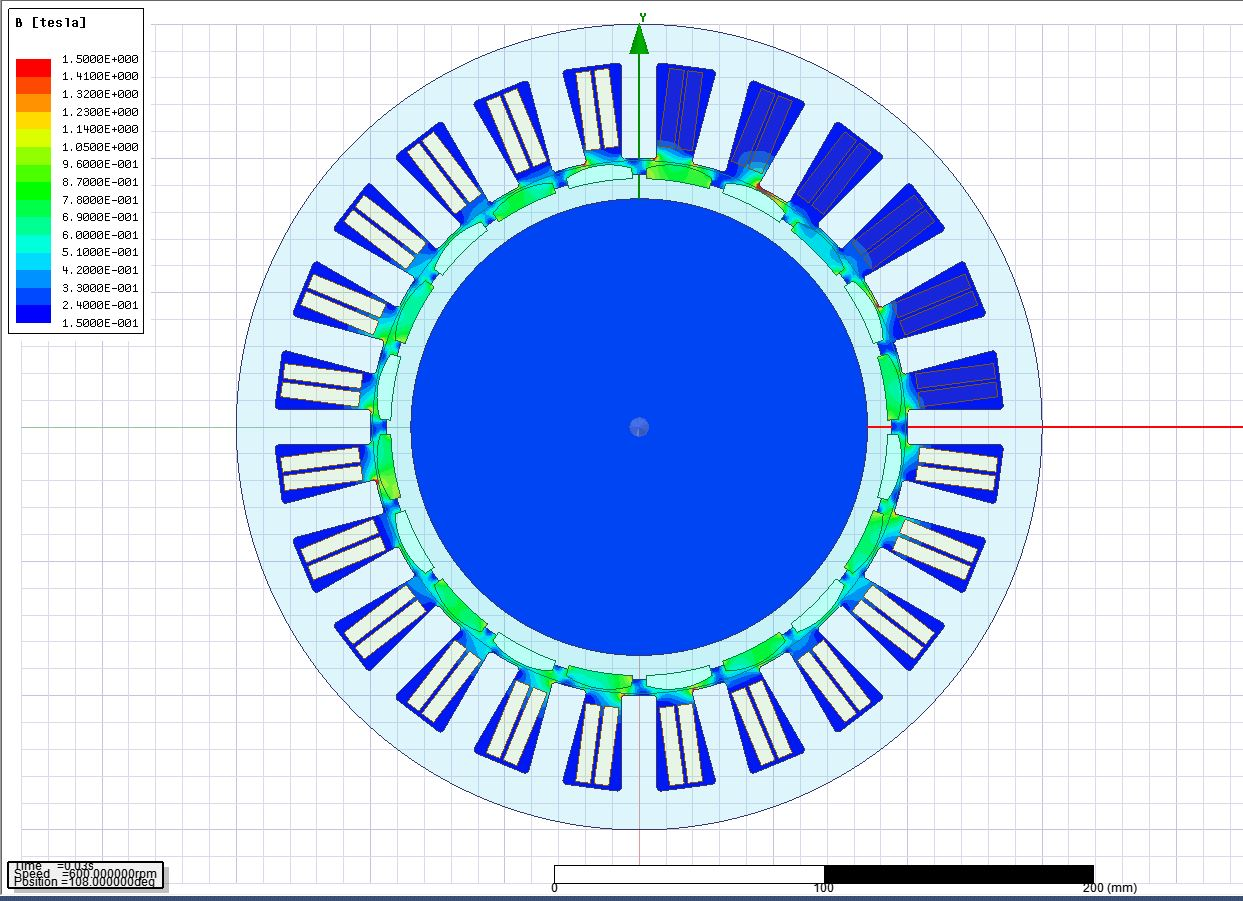 B [tesla]
1.5000E+000
1.4100E+000
1.3200E+000
1.2300E+000
1.1400E+000
1.0500E+000
9.6000E-001
8.7000E-001
7.8000E-001
6.9000E-001
6.0000E-001
5.1000E-001
4.2000E-001
3.3000E-001
2.4000E-001
1.5000E-001
Y
Time =0.03s
Speed =600.000000rpm
Position =108.000000deg
0 100 200 (mm)